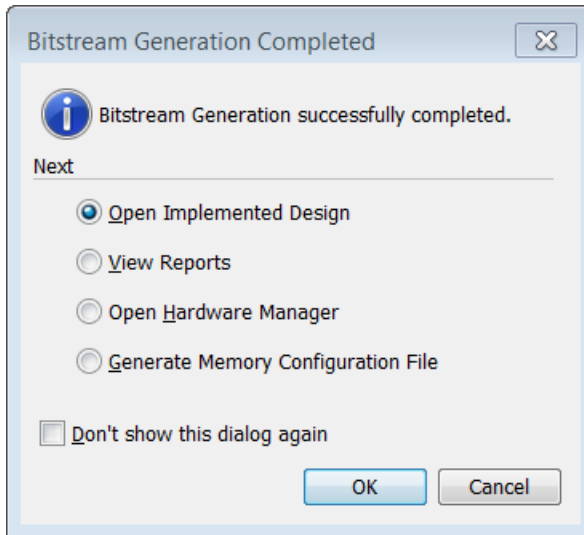 Bitstream Generation Completed
Bitstream Generation successfully completed.
Next
Open Implemented Design
View Reports
Open Hardware Manager
Generate Memory Configuration File
Don't show this dialog again
OK Cancel